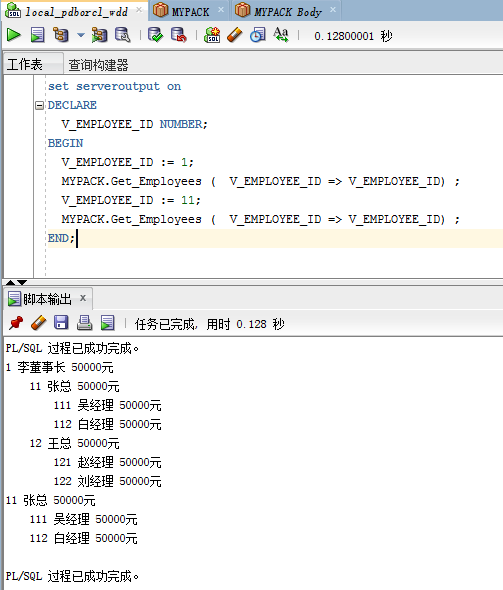 local_pdborcl_wdd MYPACK MYPACK Body
0.12800001 秒
工作表 查询构建器
set serveroutput on
DECLARE
V_EMPLOYEE_ID NUMBER;
BEGIN
V_EMPLOYEE_ID := 1;
MYPACK.Get_Employees (  V_EMPLOYEE_ID => V_EMPLOYEE_ID) ;
V_EMPLOYEE_ID := 11;
MYPACK.Get_Employees (  V_EMPLOYEE_ID => V_EMPLOYEE_ID) ;
END;
脚本输出 x
任务已完成, 用时 0.128 秒
PL/SQL 过程已成功完成。
1 李董事长 50000元
11 张总 50000元
111 吴经理 50000元
112 白经理 50000元
12 王总 50000元
121 赵经理 50000元
122 刘经理 50000元
11 张总 50000元
111 吴经理 50000元
112 白经理 50000元
PL/SQL 过程已成功完成。